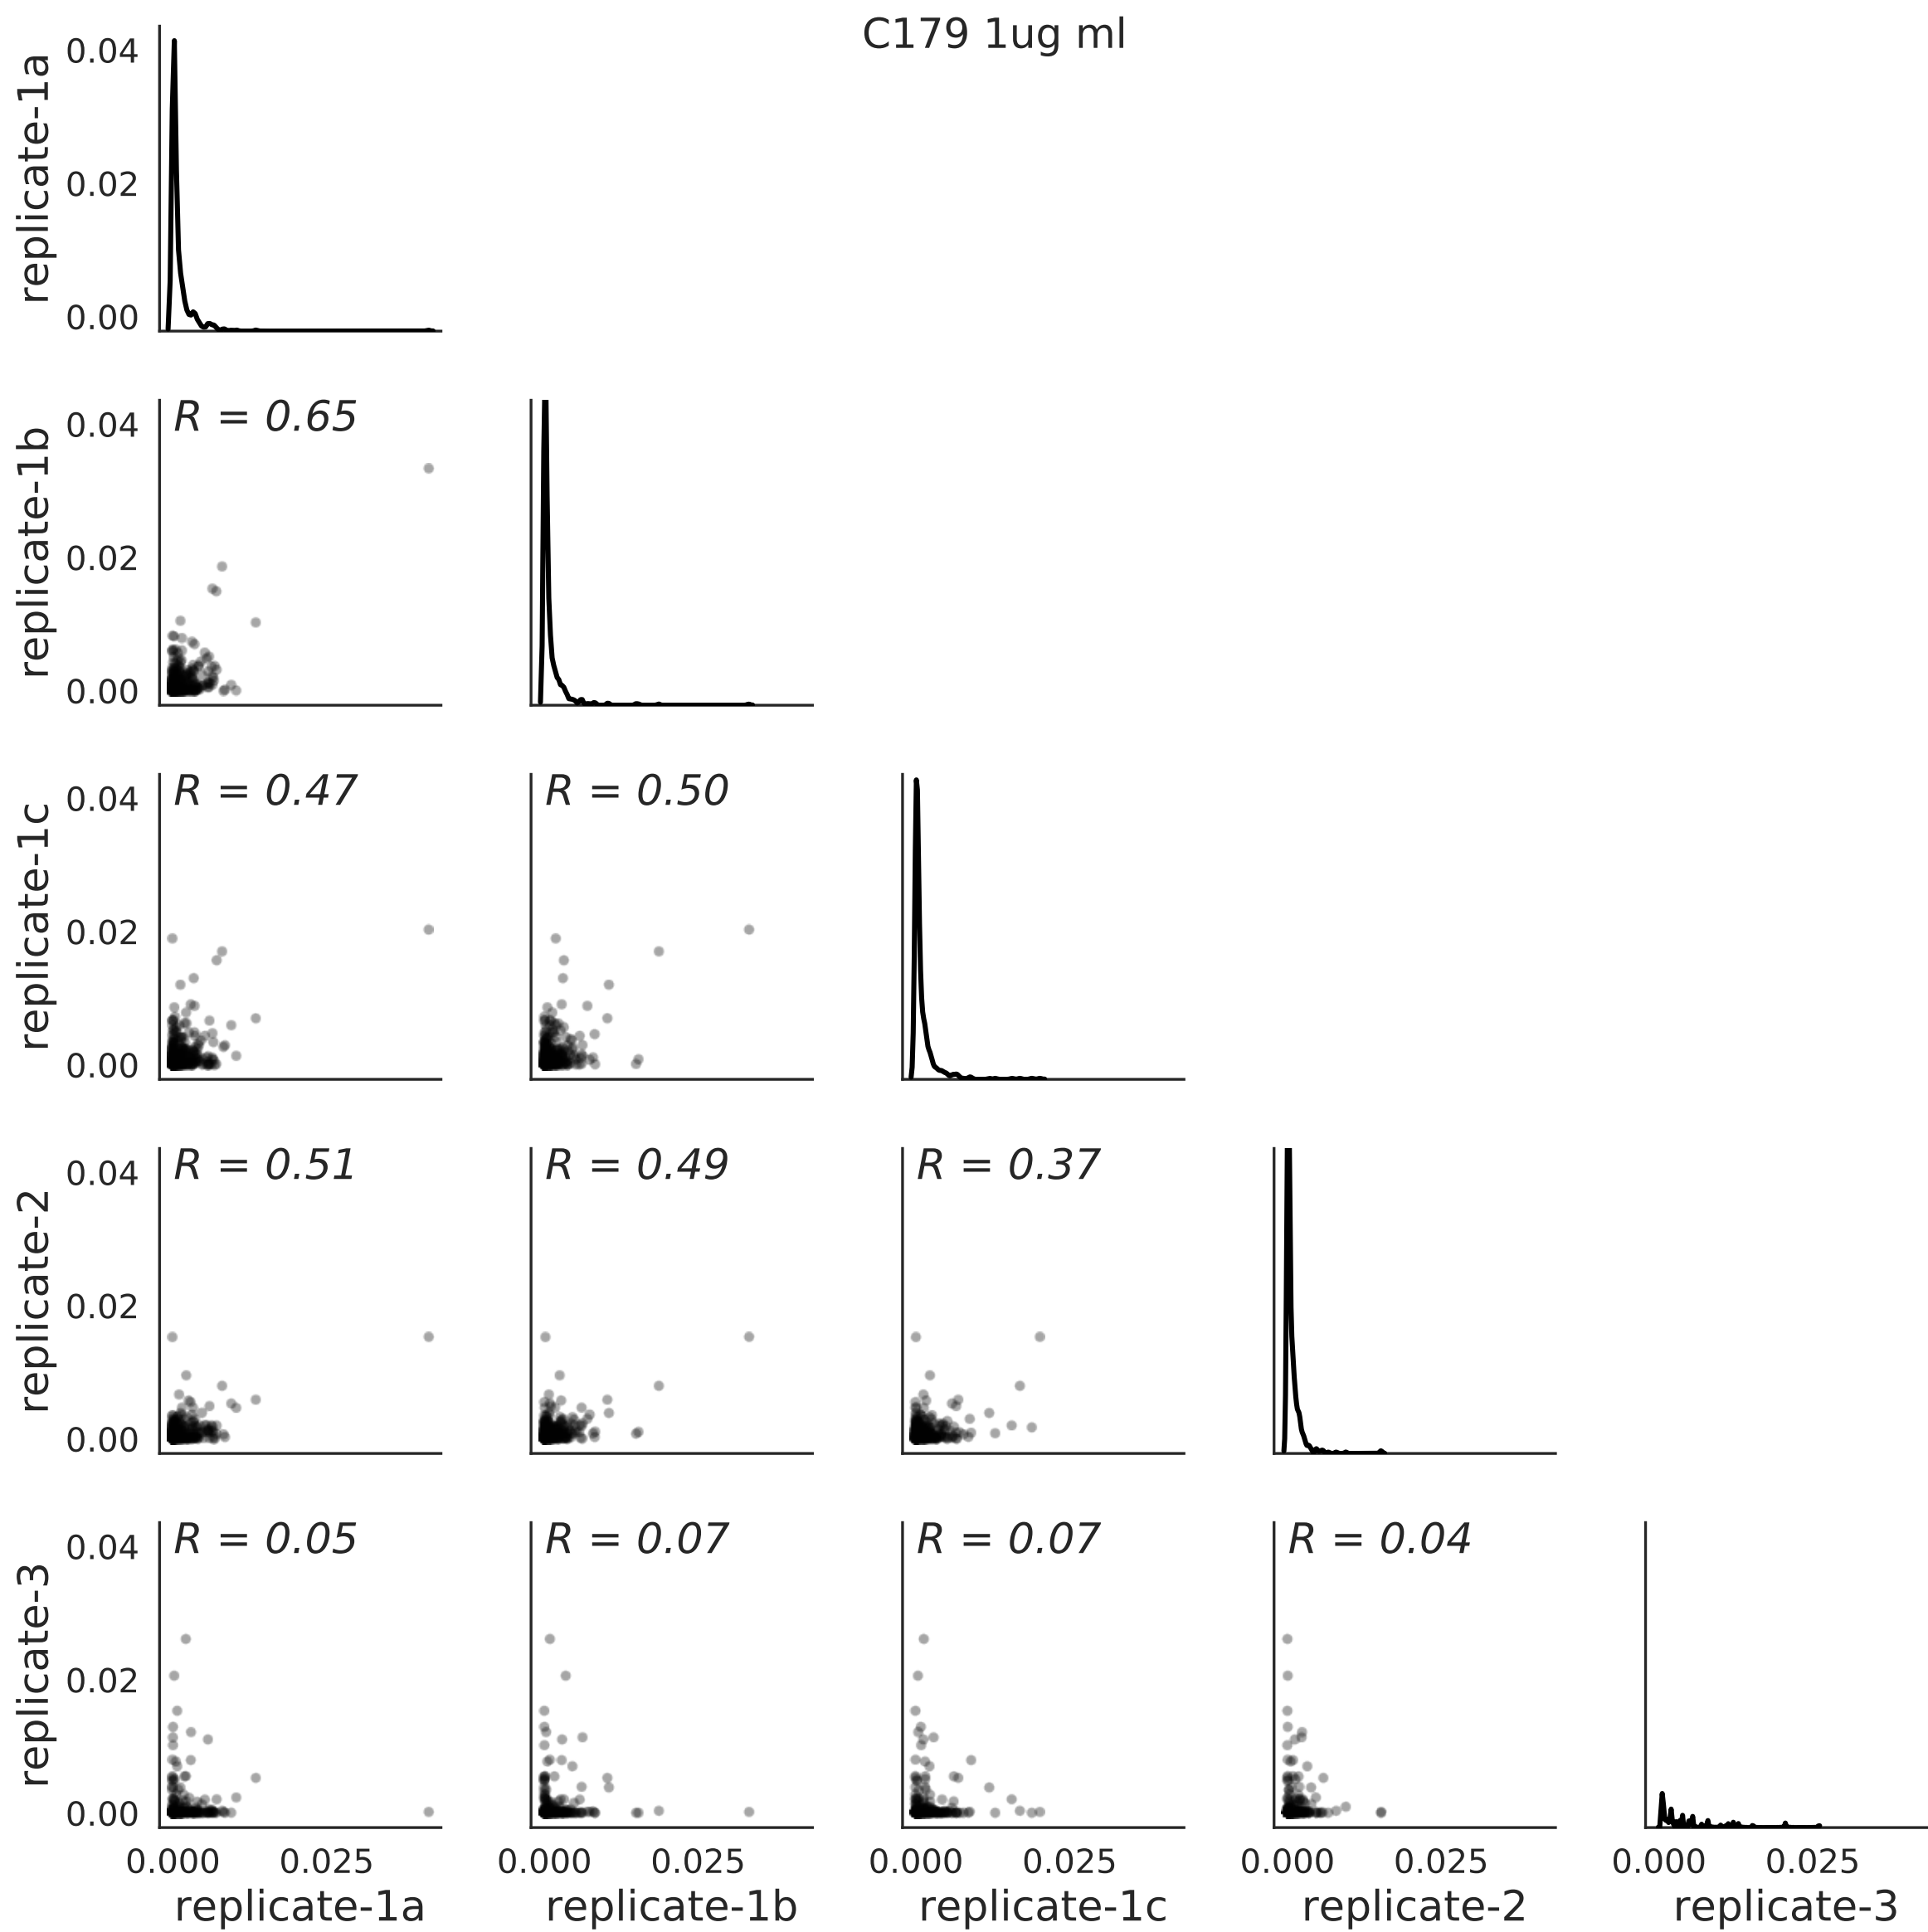 C179 1ug ml
replicate-1a
0.04
0.02
0.00
replicate-1b
0.04
0.02
0.00
R = 0.65
replicate-1c
0.04
0.02
0.00
R = 0.47
R = 0.50
replicate-2
0.04
0.02
0.00
R = 0.51
R = 0.49
R = 0.37
replicate-3
0.04
0.02
0.00
R = 0.05
R = 0.07
R = 0.07
R = 0.04
0.000 0.025 0.000 0.025 0.000 0.025 0.000 0.025 0.000 0.025
replicate-1a replicate-1b replicate-1c replicate-2 replicate-3